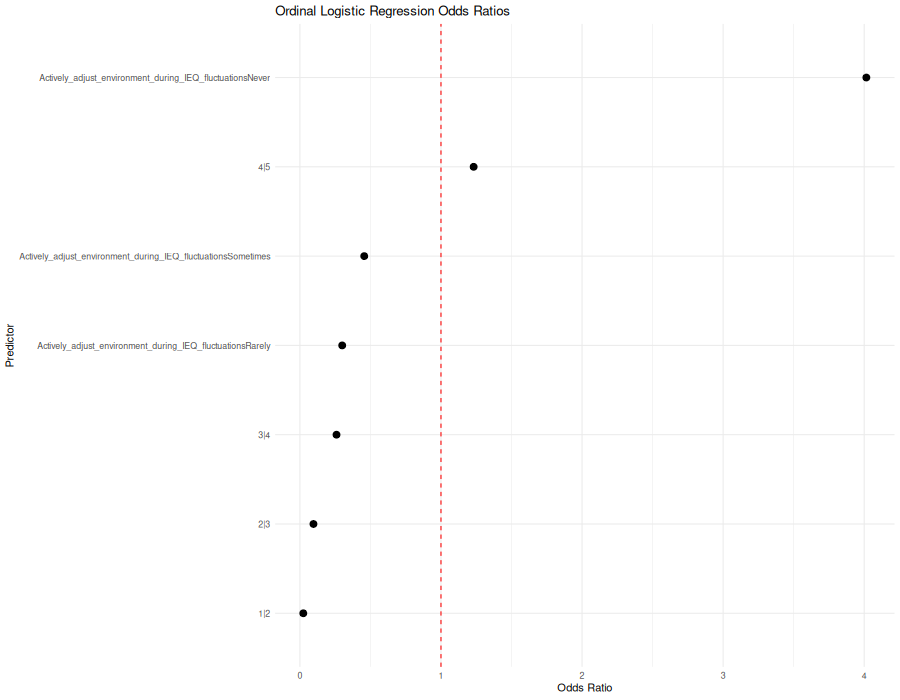 Ordinal Logistic Regression Odds Ratios
Predictor
Actively_adjust_environment_during_IEQ_fluctuationsNever
4|5
Actively_adjust_environment_during_IEQ_fluctuationsSometimes
Actively_adjust_environment_during_IEQ_fluctuationsRarely
3|4
2|3
1|2
0 1 2 3 4
Odds Ratio